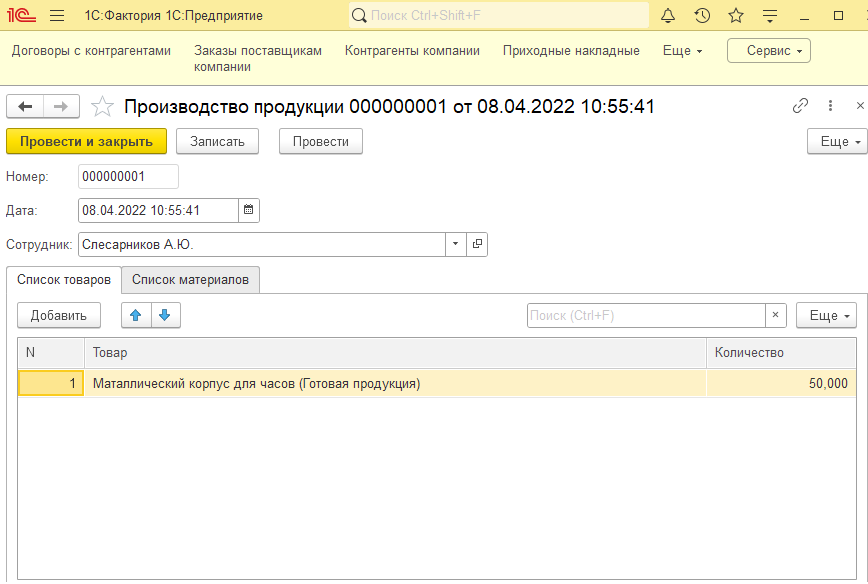 1С:Фактория 1С:Предприятие
Поиск Ctrl+Shift+F
Договоры с контрагентами
Заказы поставщикам
компании
Контрагенты компании
Приходные накладные
Еще
Сервис
Производство продукции 000000001 от 08.04.2022 10:55:41
Провести и закрыть
Записать
Провести
Еще
Номер: 000000001
Дата: 08.04.2022 10:55:41
Сотрудник: Слесарников А.Ю.
Список товаров
Список материалов
Добавить
Поиск (Ctrl+F)
×
Еще
N Товар Количество
1 Маталлический корпус для часов (Готовая продукция) 50,000